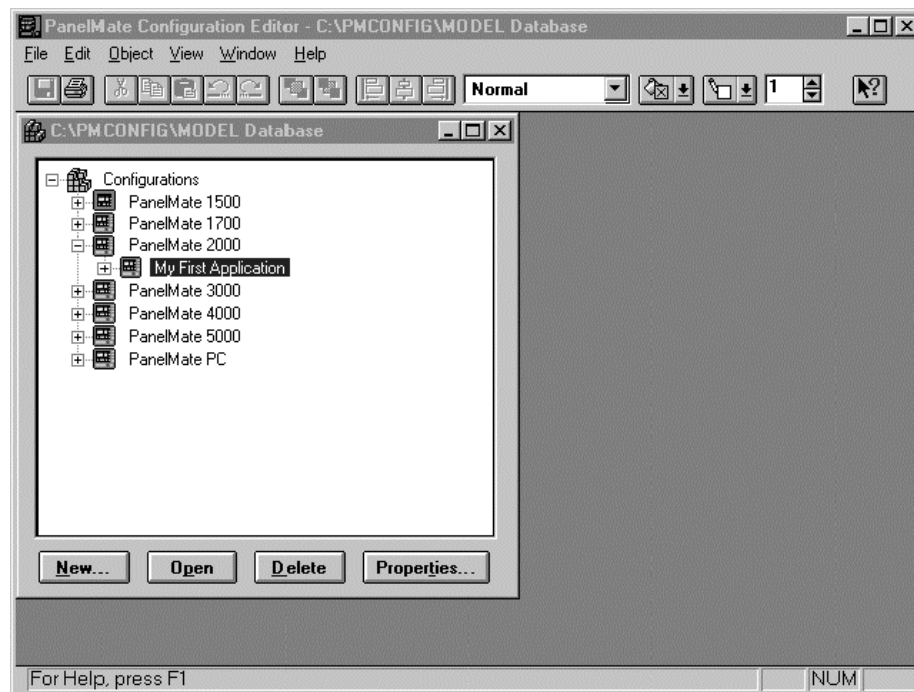 PanelMate Configuration Editor - C:\PMCONFIG\MODEL Database
File Edit Object View Window Help
Normal 1 ?
C:\PMCONFIG\MODEL Database
Configurations
PanelMate 1500
PanelMate 1700
PanelMate 2000
My First Application
PanelMate 3000
PanelMate 4000
PanelMate 5000
PanelMate PC
New... Open Delete Properties...
For Help, press F1 NUM